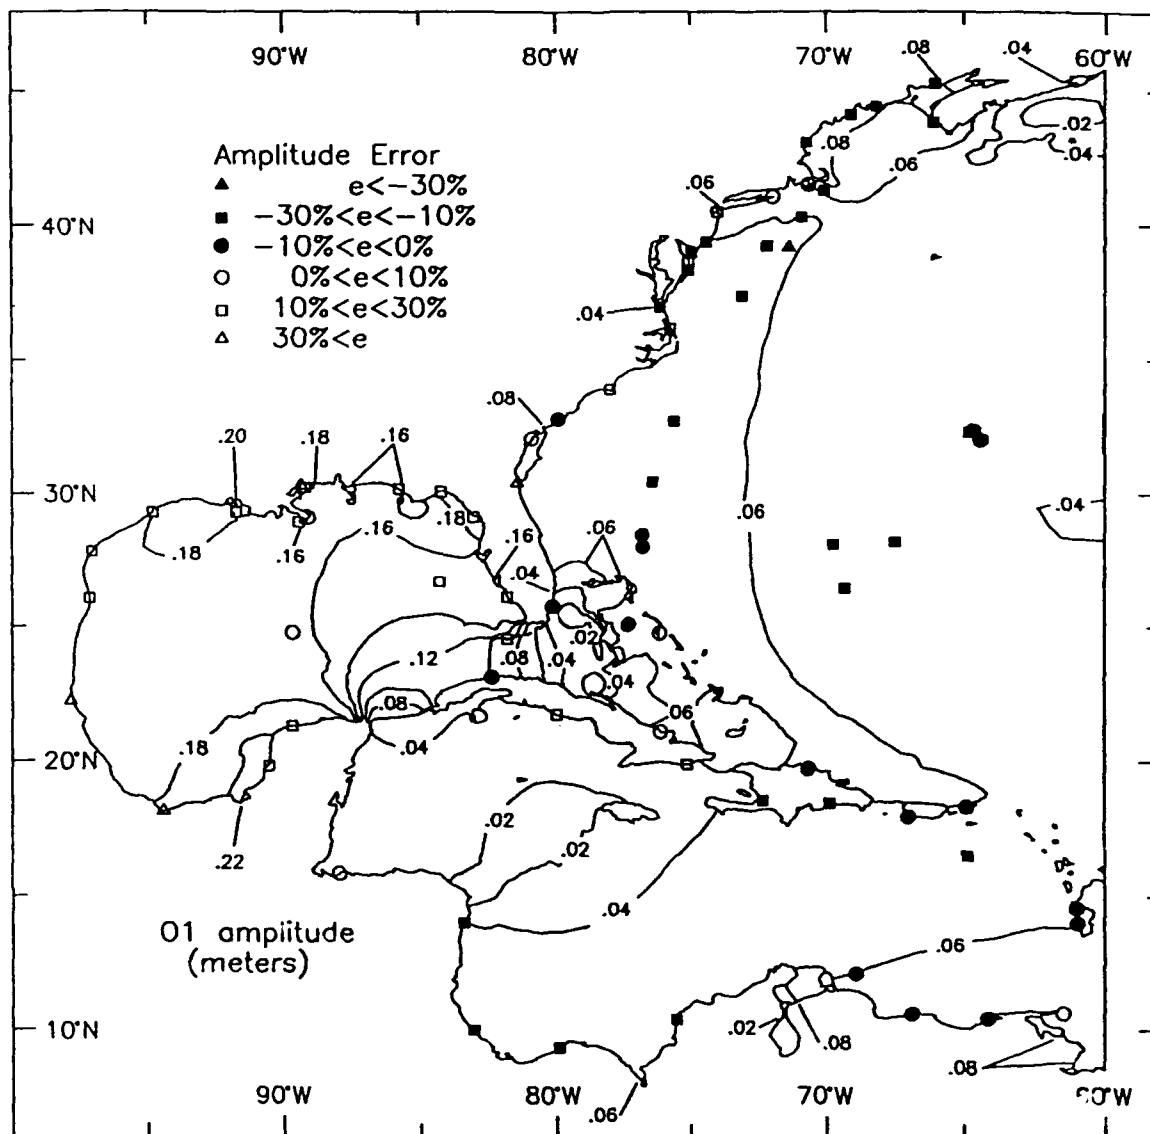 90°W 80°W 70°W 60°W
.08 .04
.02
.04
.08
.06
Amplitude Error
e<-30%
-30%<e<-10%
-10%<e<0%
0%<e<10%
10%<e<30%
30%<e
.06
40°N
.04
.08
.20 .18 .16
30°N
.18 .16 .18 .16 .16
.06 .06 .04
.04
.02
.12 .08 .04
.04
.08 .06
.18 .04
20°N
.22
.02
.02
.04
O1 amplitude
(meters)
.06
10°N
.02 .08
.08
.06
90°W 80°W 70°W